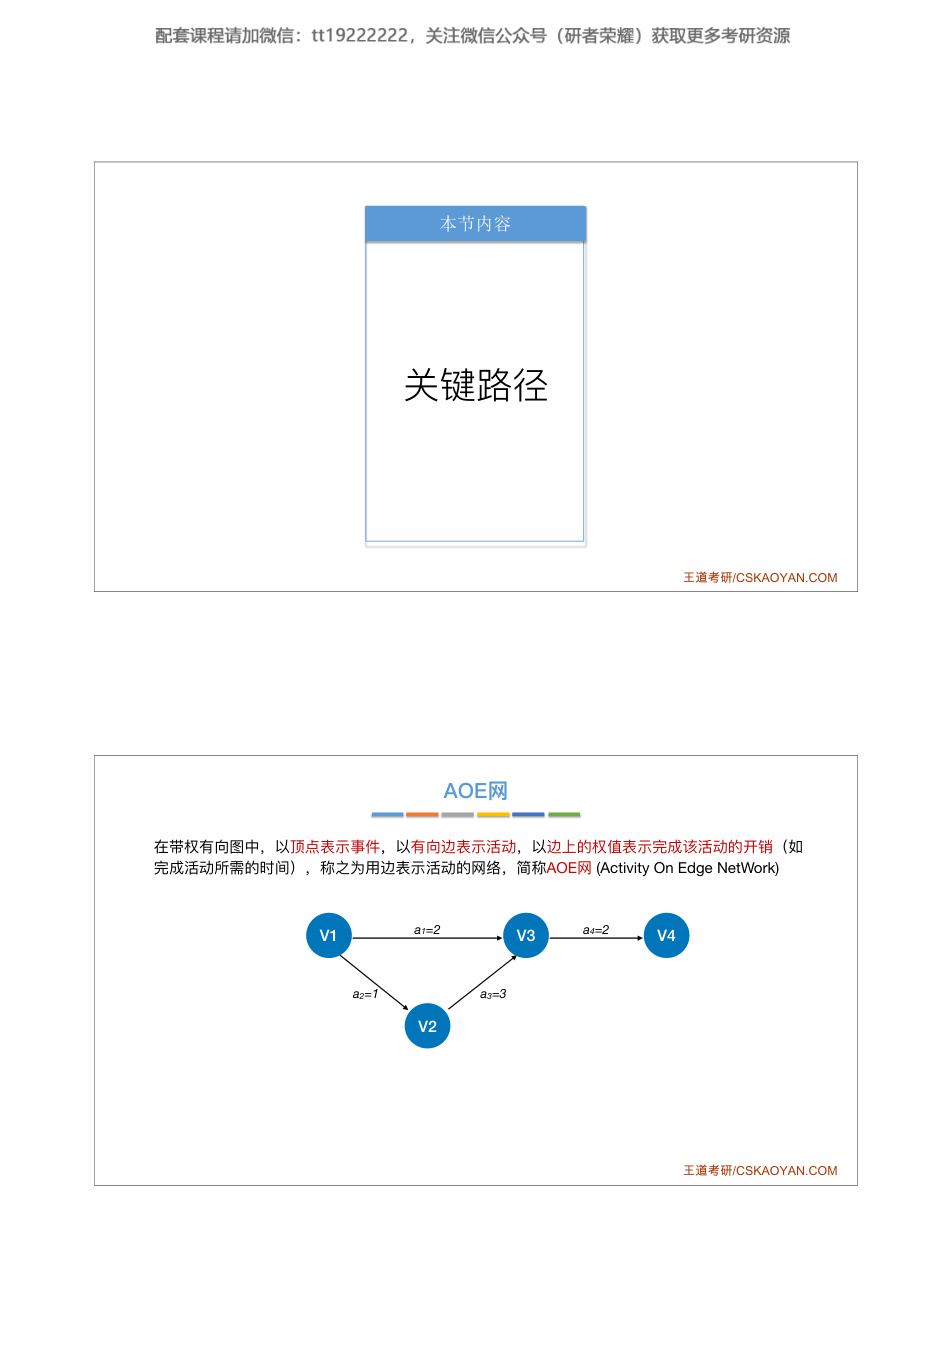 配套课程请加微信：tt19222222，关注微信公众号（研者荣耀）获取更多考研资源
本节内容
关键路径
王道考研/CSKAOYAN.COM
AOE网
在带权有向图中，以顶点表示事件，以有向边表示活动，以边上的权值表示完成该活动的开销（如
完成活动所需的时间），称之为用边表示活动的网络，简称AOE网 (Activity On Edge NetWork)
V1
a1=2
V3
a4=2
V4
a2=1
a3=3
V2
王道考研/CSKAOYAN.COM